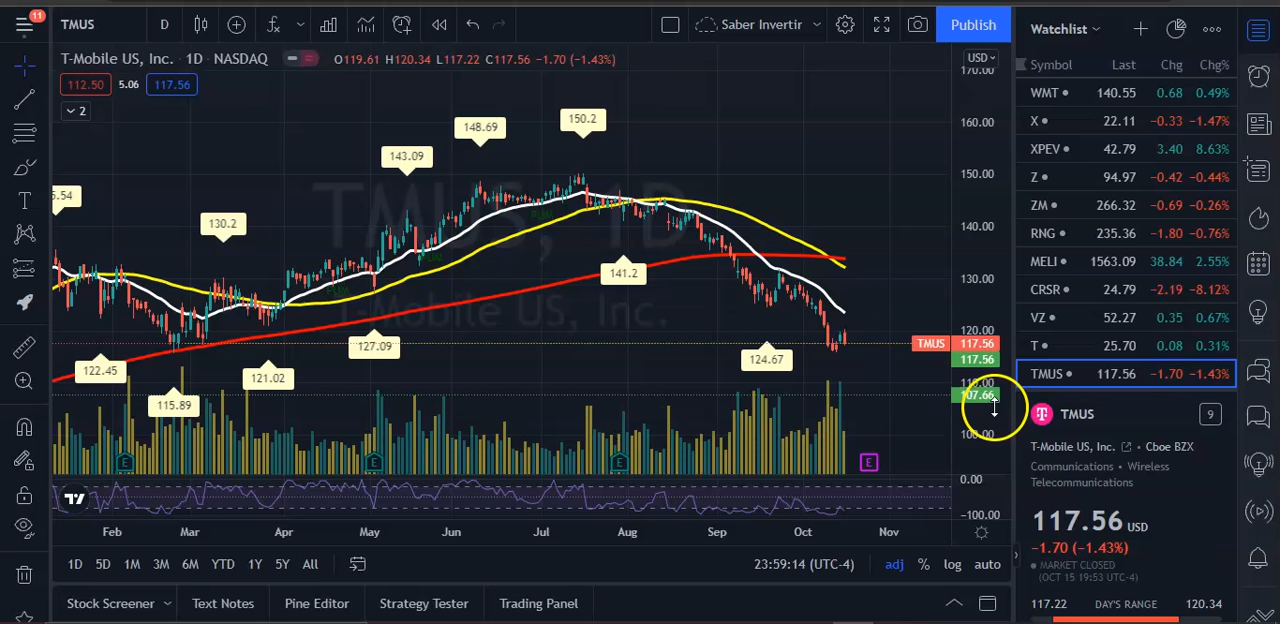 11
TMUS D Saber Invertir Publish
T-Mobile US, Inc. · 1D · NASDAQ O119.61 H120.34 L117.22 C117.56 −1.70 (−1.43%)
112.50 5.06 117.56
2
USD
170.00
160.00
150.00
140.00
130.00
120.00
TMUS 117.56
117.56
110.00
107.66
100.00
0.00
−100.00
TMUS, 1D
T-Mobile US, Inc.
5.54
122.45
115.89
130.2
121.02
127.09
143.09
148.69
150.2
141.2
124.67
E E E E
Feb Mar Apr May Jun Jul Aug Sep Oct Nov
1D 5D 1M 3M 6M YTD 1Y 5Y All 23:59:14 (UTC-4) adj % log auto
Stock Screener Text Notes Pine Editor Strategy Tester Trading Panel
Watchlist
Symbol Last Chg Chg%
WMT 140.55 0.68 0.49%
X 22.11 −0.33 −1.47%
XPEV 42.79 3.40 8.63%
Z 94.97 −0.42 −0.44%
ZM 266.32 −0.69 −0.26%
RNG 235.36 −1.80 −0.76%
MELI 1563.09 38.84 2.55%
CRSR 24.79 −2.19 −8.12%
VZ 52.27 0.35 0.67%
T 25.70 0.08 0.31%
TMUS 117.56 −1.70 −1.43%
T TMUS 9
T-Mobile US, Inc. • Cboe BZX
Communications • Wireless
Telecommunications
117.56 USD
−1.70 (−1.43%)
MARKET CLOSED
(OCT 15 19:53 UTC-4)
117.22 DAY'S RANGE 120.34